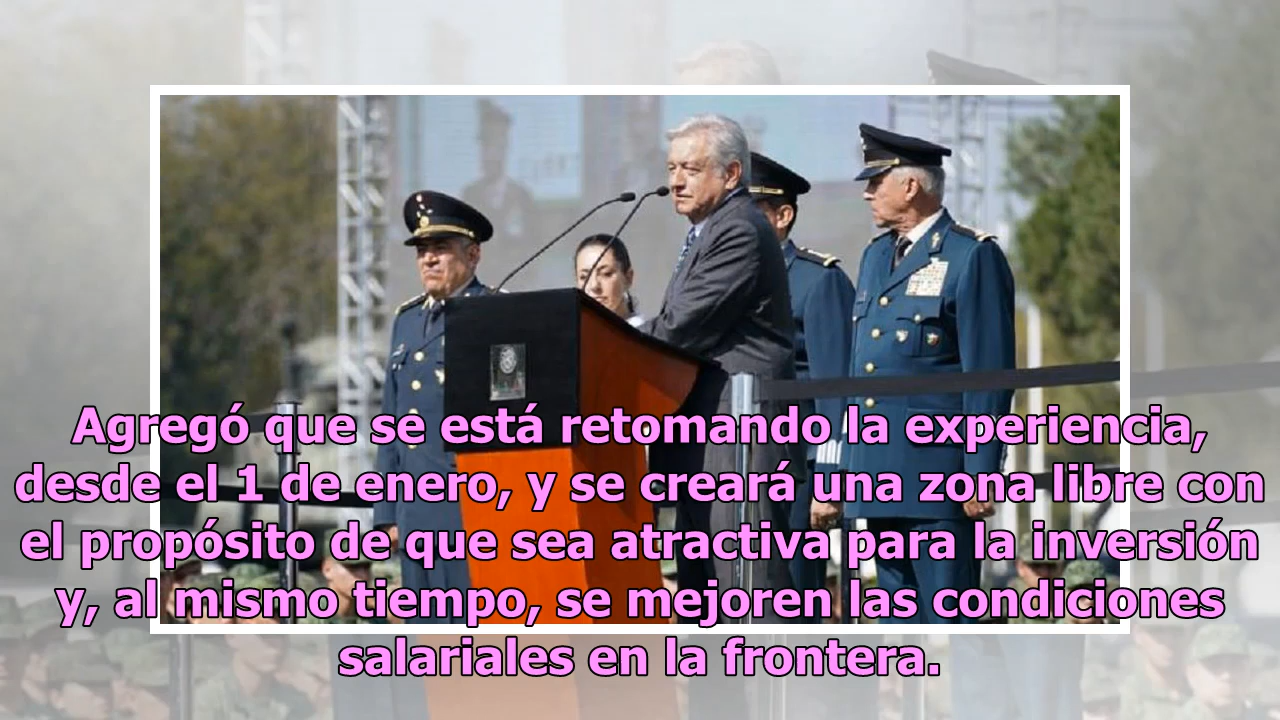 Agregó que se está retomando la experiencia,
desde el 1 de enero, y se creará una zona libre con
el propósito de que sea atractiva para la inversión
y, al mismo tiempo, se mejoren las condiciones
salariales en la frontera.